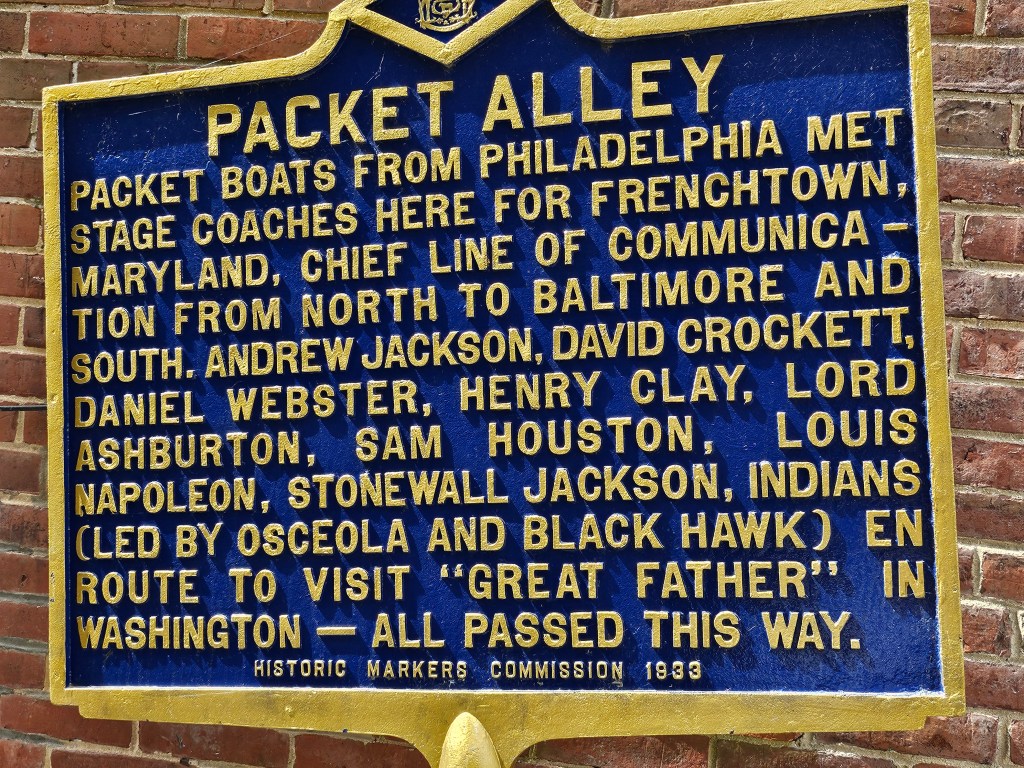 PACKET ALLEY
PACKET BOATS FROM PHILADELPHIA MET
STAGE COACHES HERE FOR FRENCHTOWN,
MARYLAND, CHIEF LINE OF COMMUNICA –
TION FROM NORTH TO BALTIMORE AND
SOUTH. ANDREW JACKSON, DAVID CROCKETT,
DANIEL WEBSTER, HENRY CLAY, LORD
ASHBURTON, SAM HOUSTON, LOUIS
NAPOLEON, STONEWALL JACKSON, INDIANS
(LED BY OSCEOLA AND BLACK HAWK) EN
ROUTE TO VISIT "GREAT FATHER" IN
WASHINGTON — ALL PASSED THIS WAY.
HISTORIC MARKERS COMMISSION 1933